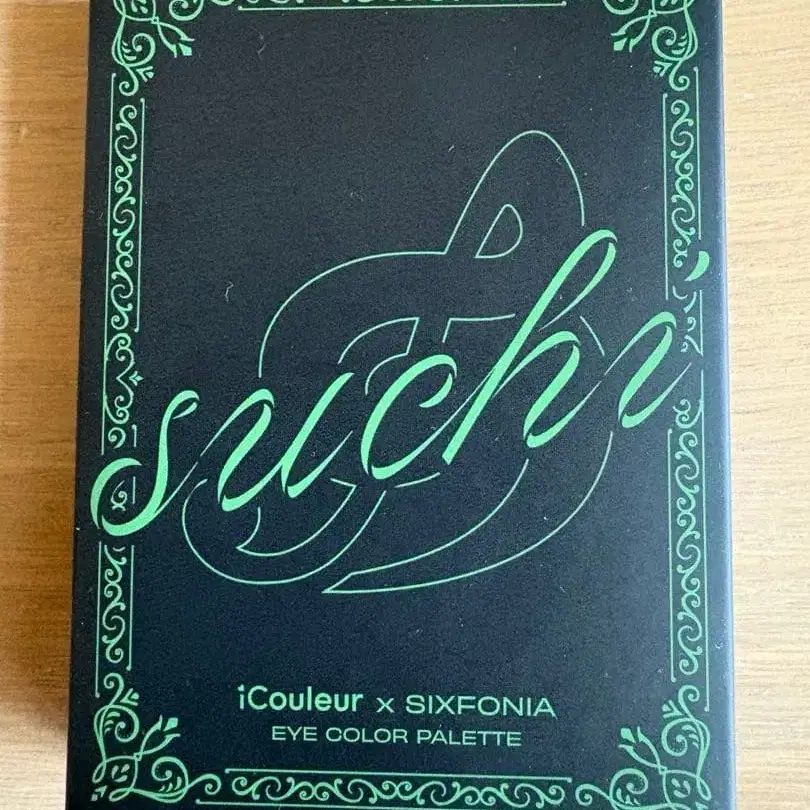 suchi
iCouleur x SIXFONIA
EYE COLOR PALETTE